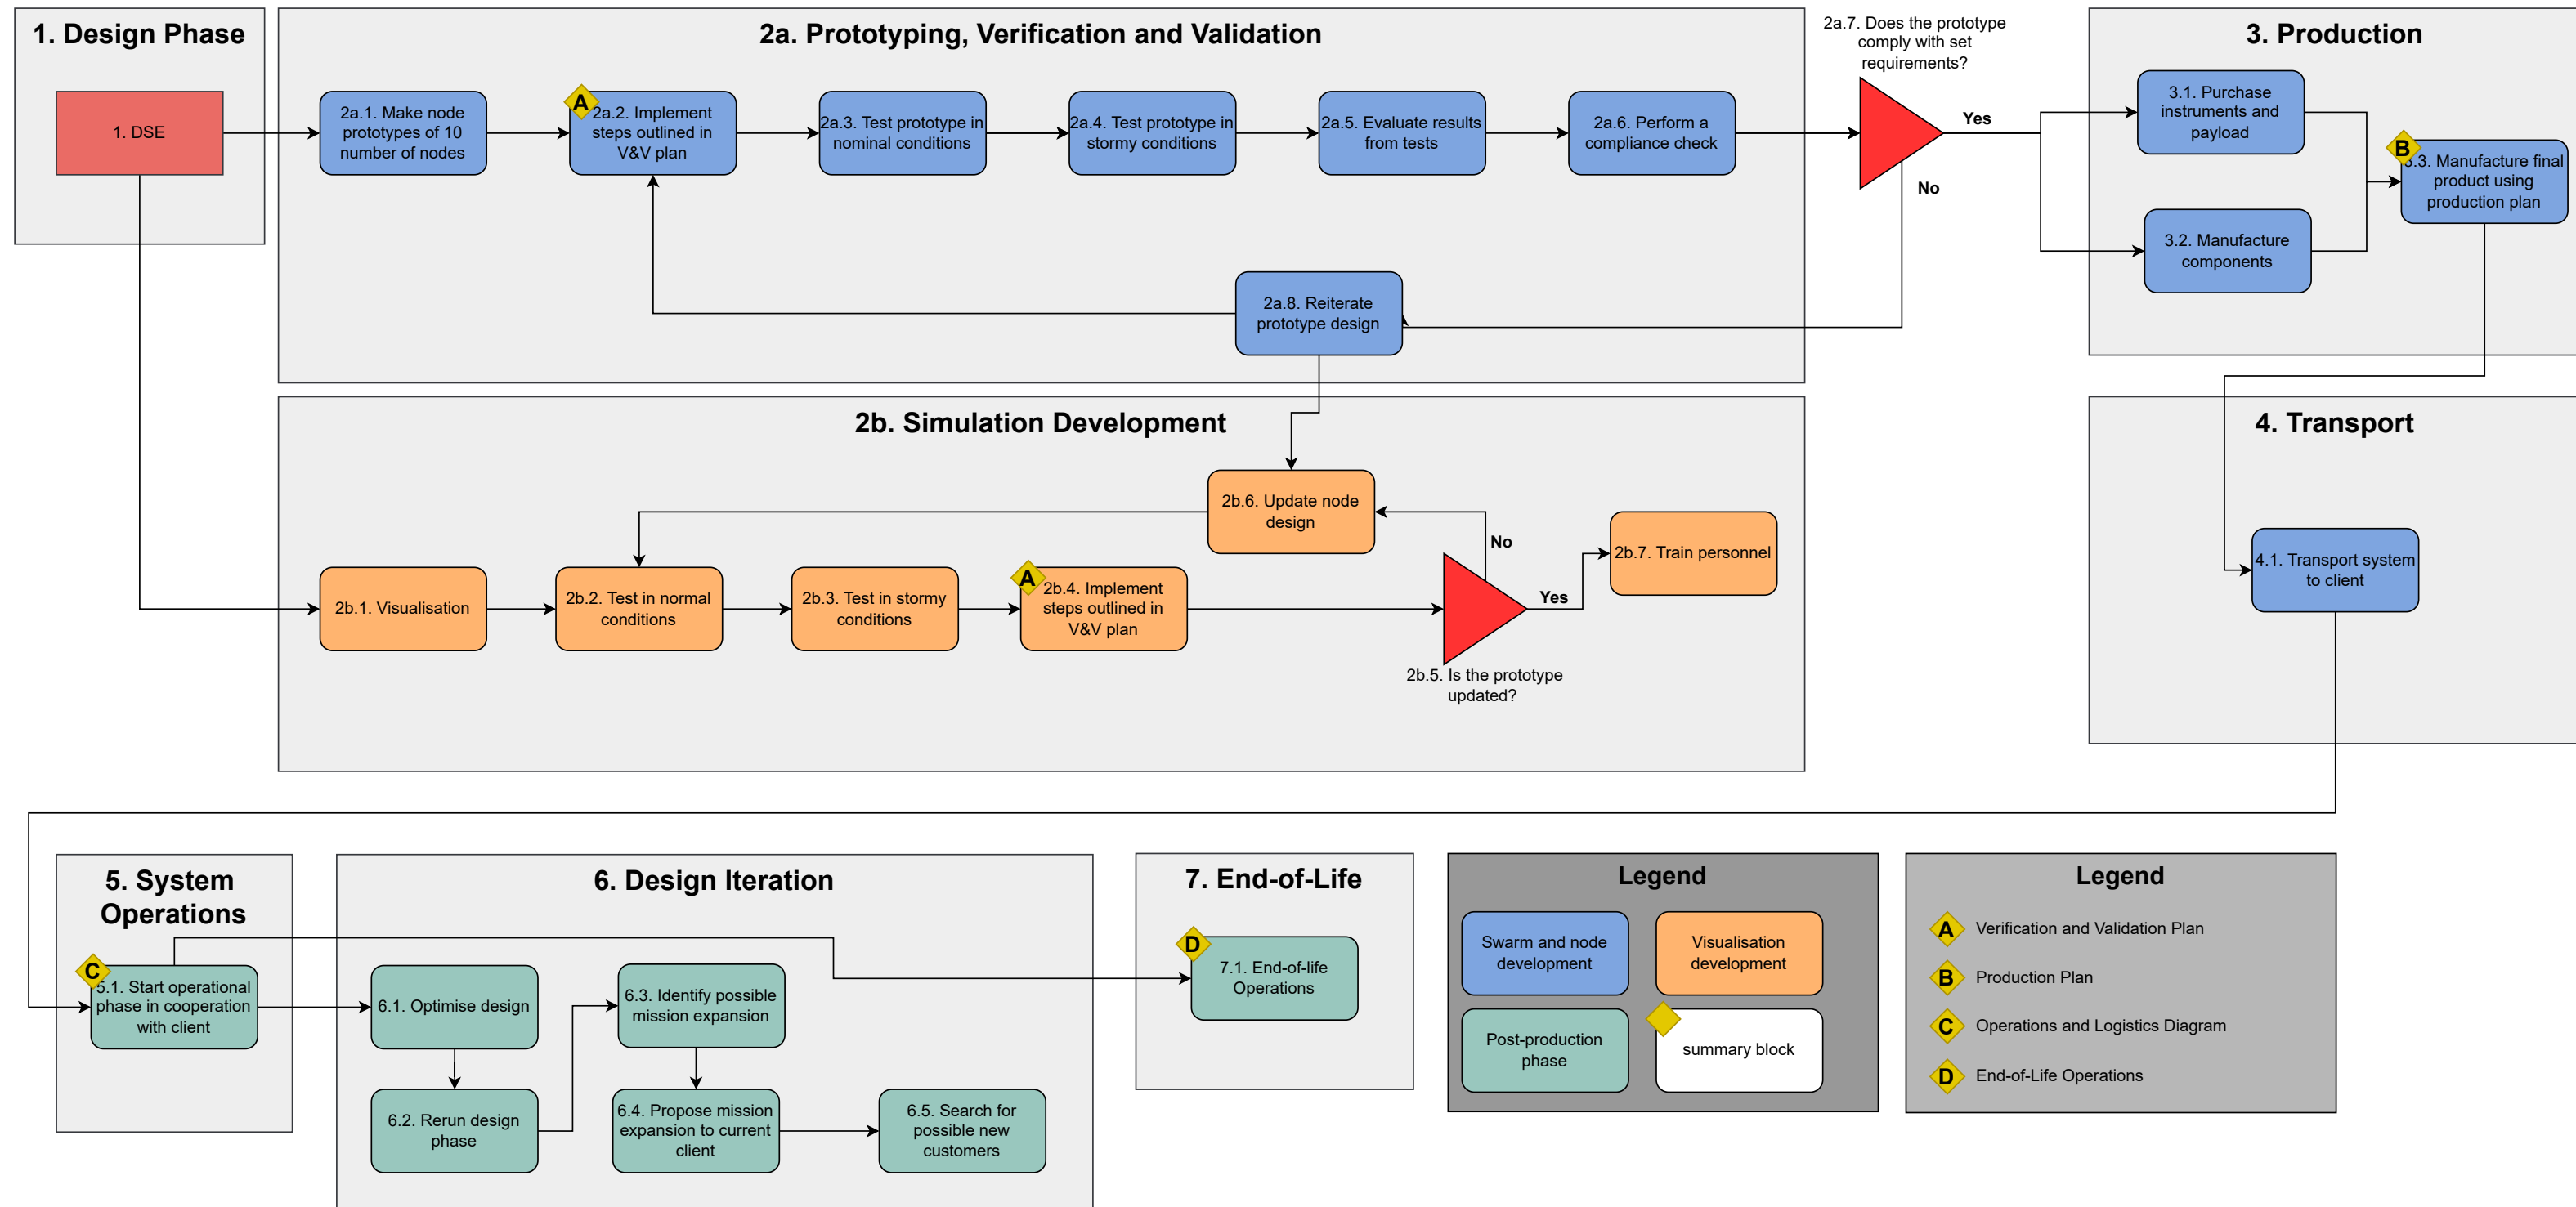 1. Design Phase
1. DSE
2a. Prototyping, Verification and Validation
2a.1. Make node
prototypes of 10
number of nodes
A
2a.2. Implement
steps outlined in
V&V plan
2a.3. Test prototype in
nominal conditions
2a.4. Test prototype in
stormy conditions
2a.5. Evaluate results
from tests
2a.6. Perform a
compliance check
2a.7. Does the prototype
comply with set
requirements?
Yes
No
2a.8. Reiterate
prototype design
3. Production
3.1. Purchase
instruments and
payload
3.2. Manufacture
components
B
3.3. Manufacture final
product using
production plan
2b. Simulation Development
2b.1. Visualisation
2b.2. Test in normal
conditions
2b.3. Test in stormy
conditions
A
2b.4. Implement
steps outlined in
V&V plan
2b.5. Is the prototype
updated?
No
Yes
2b.6. Update node
design
2b.7. Train personnel
4. Transport
4.1. Transport system
to client
5. System
Operations
C
5.1. Start operational
phase in cooperation
with client
6. Design Iteration
6.1. Optimise design
6.2. Rerun design
phase
6.3. Identify possible
mission expansion
6.4. Propose mission
expansion to current
client
6.5. Search for
possible new
customers
7. End-of-Life
D
7.1. End-of-life
Operations
Legend
Swarm and node
development
Visualisation
development
Post-production
phase
summary block
Legend
A Verification and Validation Plan
B Production Plan
C Operations and Logistics Diagram
D End-of-Life Operations